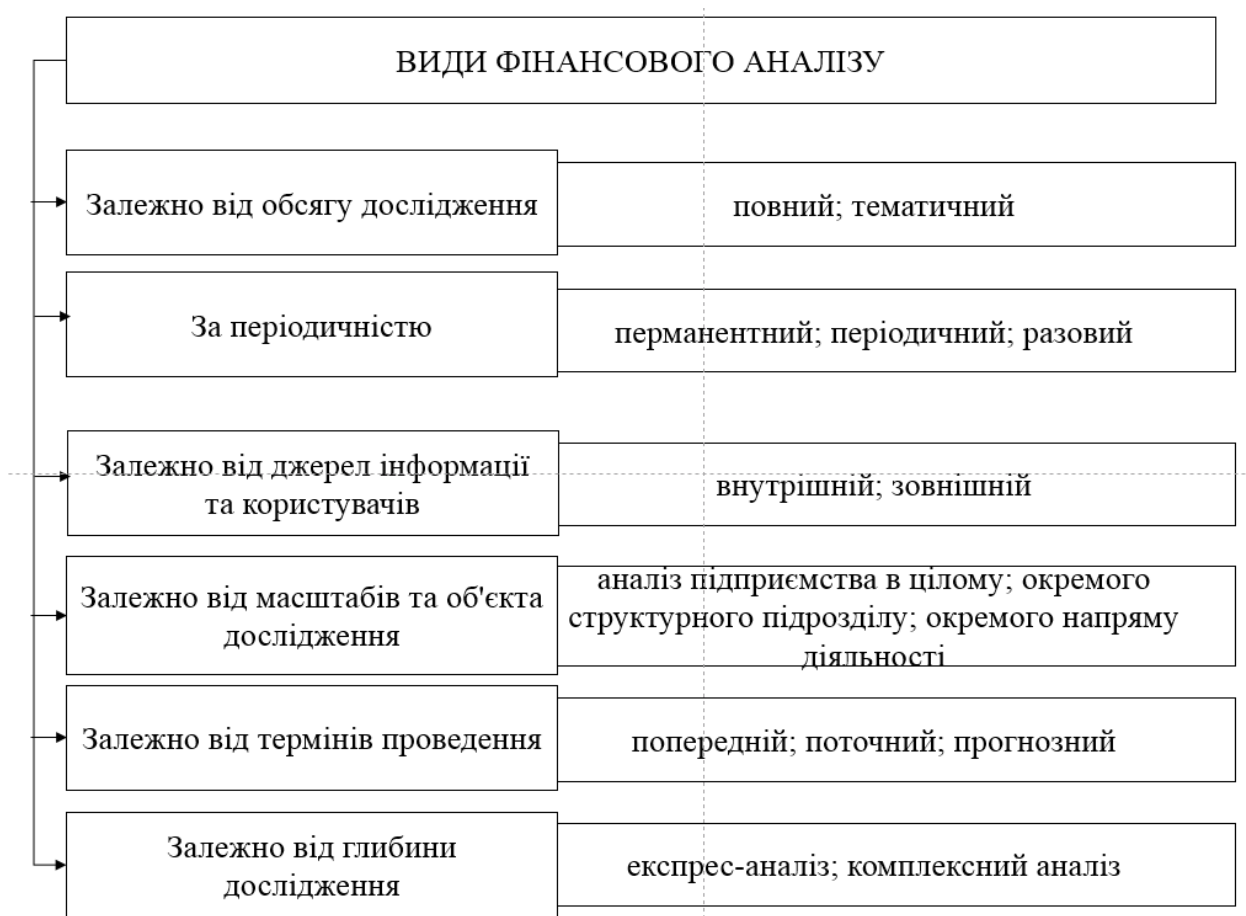 ВИДИ ФІНАНСОВОГО АНАЛІЗУ
Залежно від обсягу дослідження
повний; тематичний
За періодичністю
перманентний; періодичний; разовий
Залежно від джерел інформації
та користувачів
внутрішній; зовнішній
Залежно від масштабів та об'єкта
дослідження
аналіз підприємства в цілому; окремого
структурного підрозділу; окремого напряму
діяльності
Залежно від термінів проведення
попередній; поточний; прогнозний
Залежно від глибини
дослідження
експрес-аналіз; комплексний аналіз